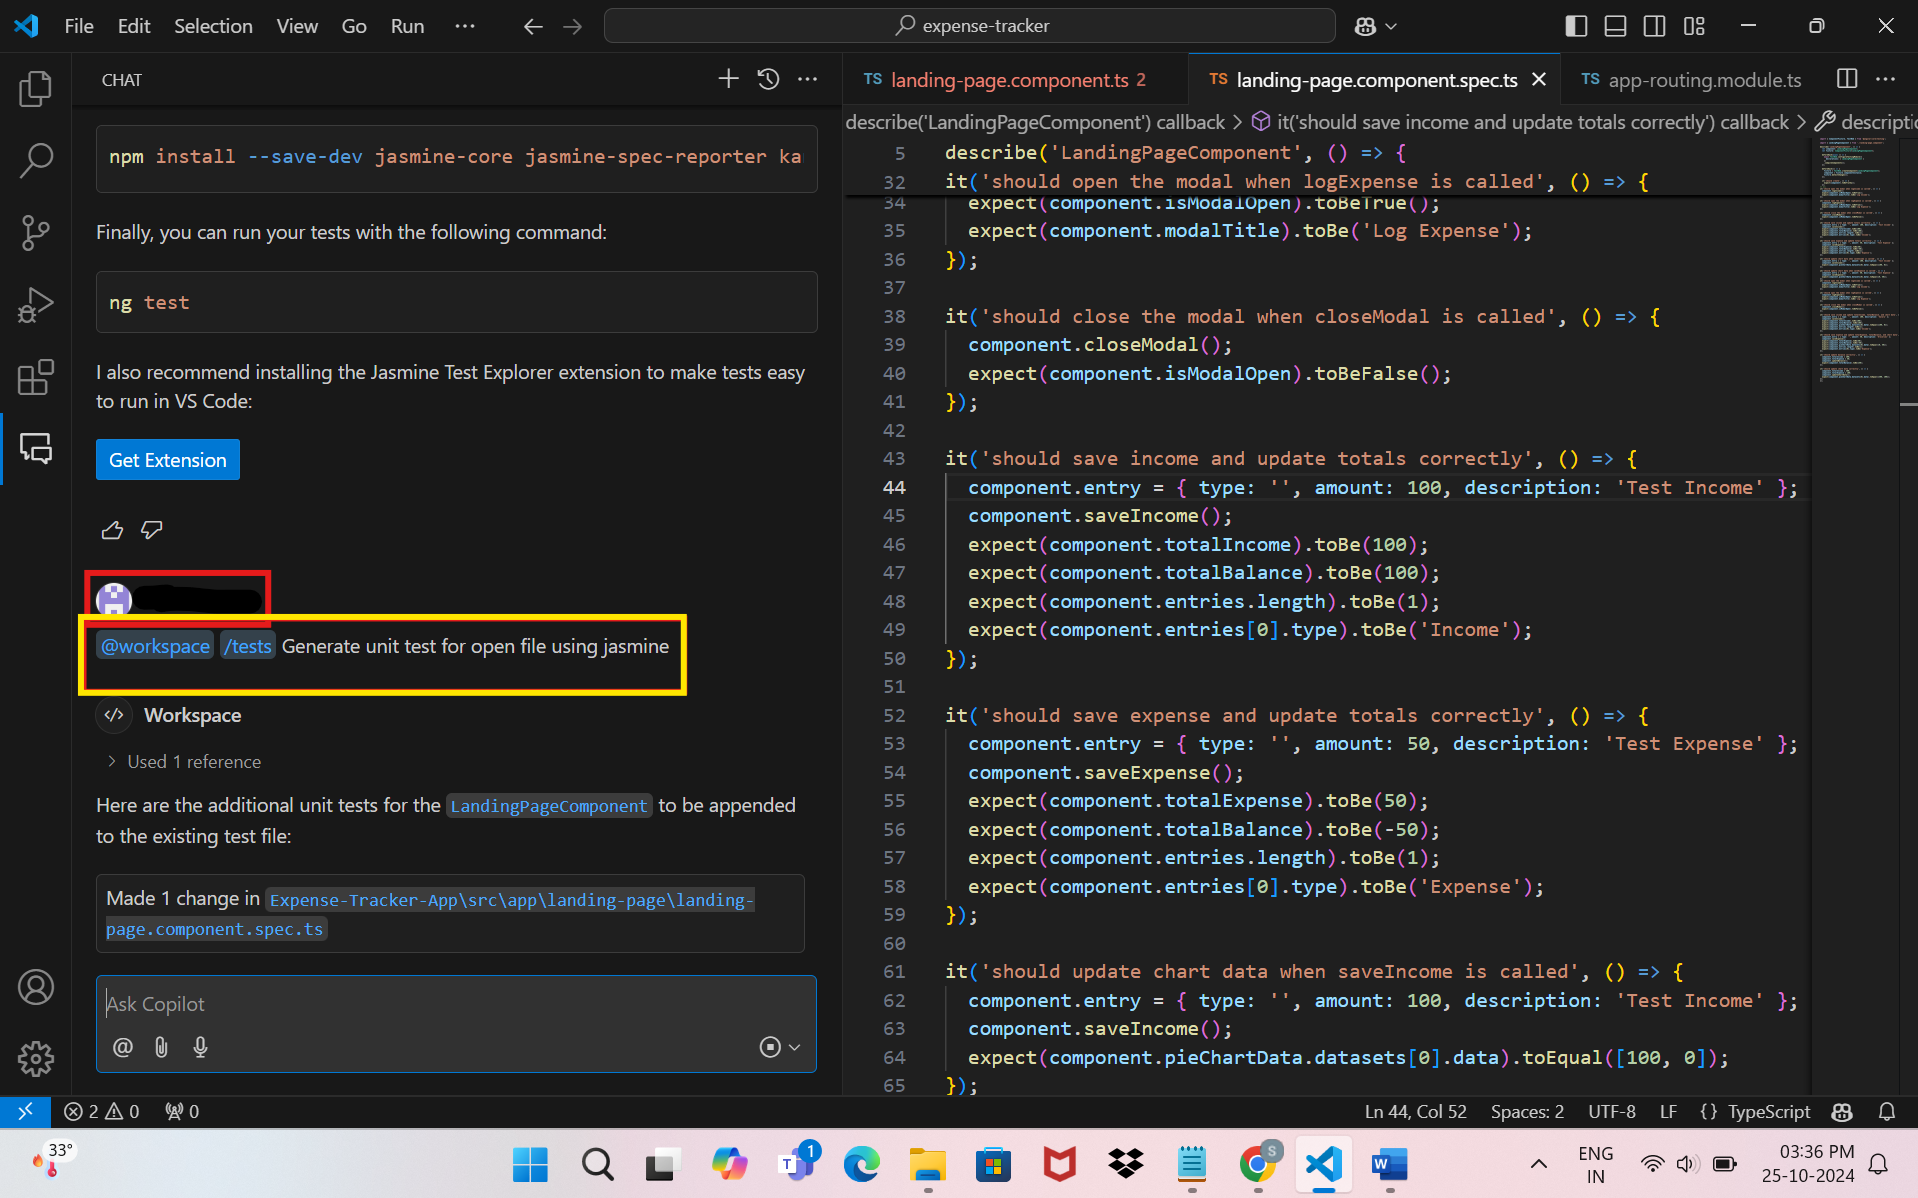 File Edit Selection View Go Run ··· expense-tracker
CHAT
npm install --save-dev jasmine-core jasmine-spec-reporter ka
Finally, you can run your tests with the following command:
ng test
I also recommend installing the Jasmine Test Explorer extension to make tests easy
to run in VS Code:
Get Extension
@workspace /tests Generate unit test for open file using jasmine
Workspace
Used 1 reference
Here are the additional unit tests for the LandingPageComponent to be appended
to the existing test file:
Made 1 change in Expense-Tracker-App\src\app\landing-page\landing-
page.component.spec.ts
Ask Copilot
TS landing-page.component.ts 2 TS landing-page.component.spec.ts TS app-routing.module.ts
describe('LandingPageComponent') callback > it('should save income and update totals correctly') callback > descripti
5 describe('LandingPageComponent', () => {
32 it('should open the modal when logExpense is called', () => {
34 expect(component.isModalOpen).toBeTrue();
35 expect(component.modalTitle).toBe('Log Expense');
36 });
37
38 it('should close the modal when closeModal is called', () => {
39 component.closeModal();
40 expect(component.isModalOpen).toBeFalse();
41 });
42
43 it('should save income and update totals correctly', () => {
44 component.entry = { type: '', amount: 100, description: 'Test Income' };
45 component.saveIncome();
46 expect(component.totalIncome).toBe(100);
47 expect(component.totalBalance).toBe(100);
48 expect(component.entries.length).toBe(1);
49 expect(component.entries[0].type).toBe('Income');
50 });
51
52 it('should save expense and update totals correctly', () => {
53 component.entry = { type: '', amount: 50, description: 'Test Expense' };
54 component.saveExpense();
55 expect(component.totalExpense).toBe(50);
56 expect(component.totalBalance).toBe(-50);
57 expect(component.entries.length).toBe(1);
58 expect(component.entries[0].type).toBe('Expense');
59 });
60
61 it('should update chart data when saveIncome is called', () => {
62 component.entry = { type: '', amount: 100, description: 'Test Income' };
63 component.saveIncome();
64 expect(component.pieChartData.datasets[0].data).toEqual([100, 0]);
65 });
2 0 0 Ln 44, Col 52 Spaces: 2 UTF-8 LF {} TypeScript
33° 1 S ENG 03:36 PM
IN 25-10-2024